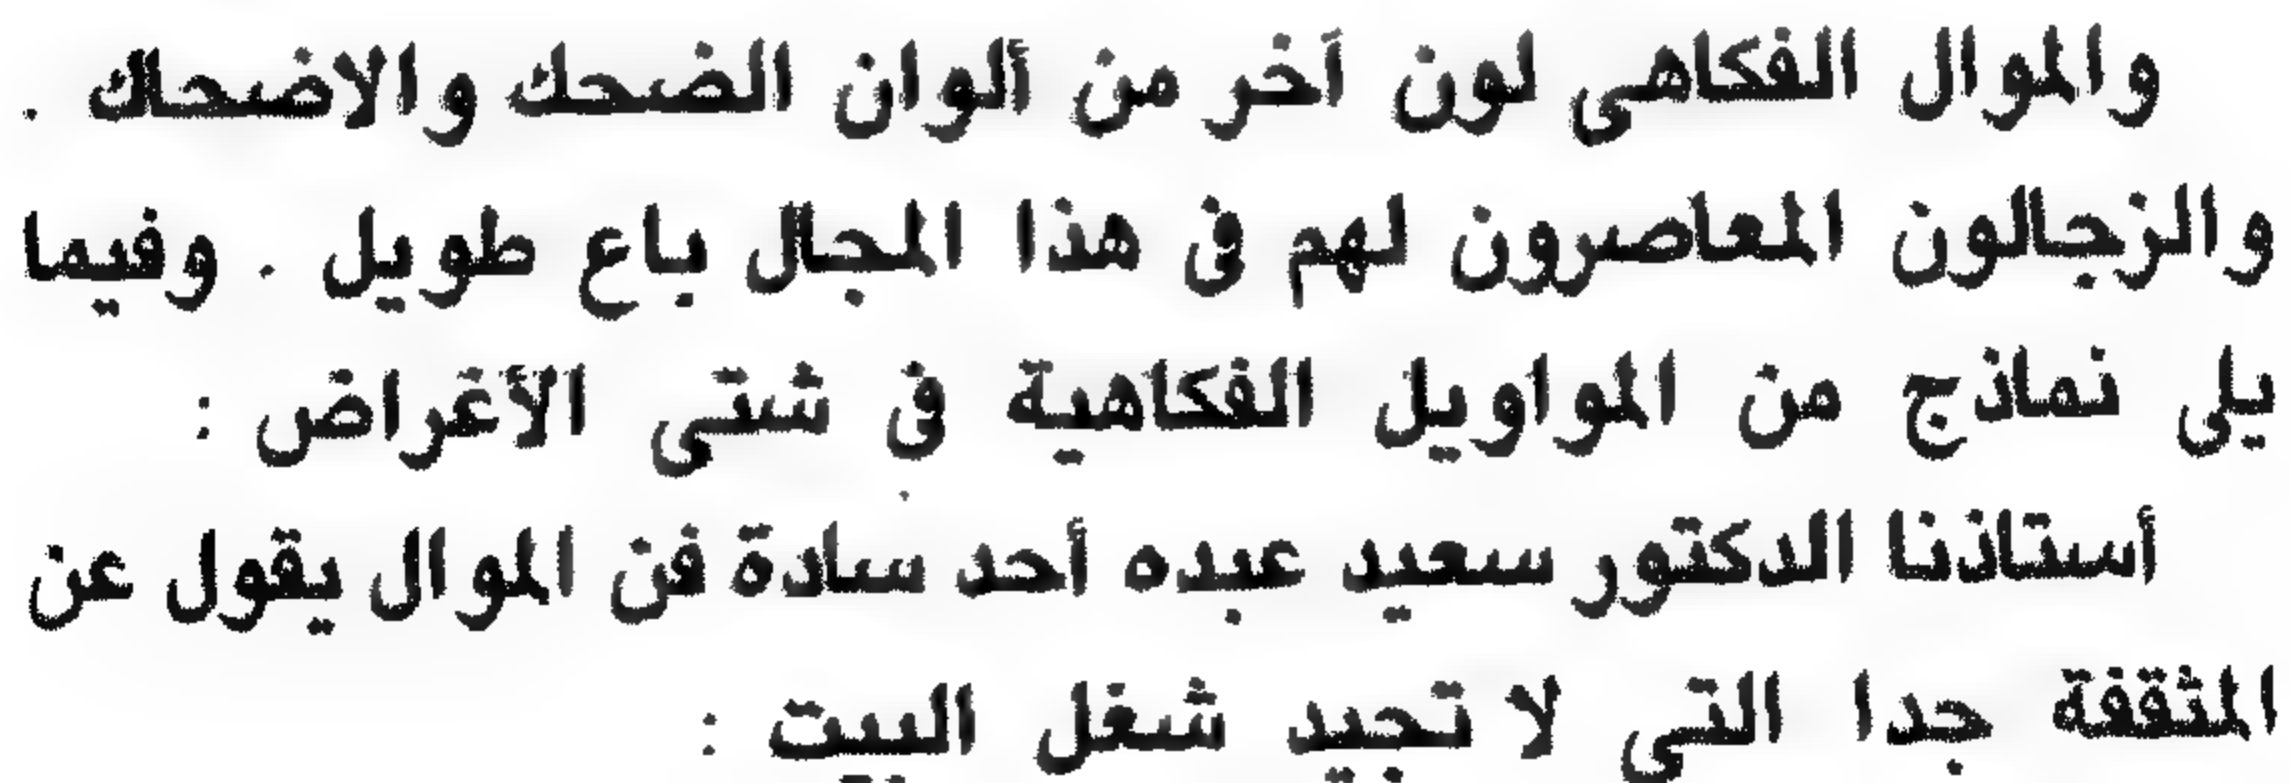 والموال الفكاهى لون آخر من ألوان الضحك والاضحاك .
والزجالون المعاصرون لهم فى هذا المجال باع طويل . وفيما
يلى نماذج من المواويل الفكاهية فى شتى الأغراض :
أستاذنا الدكتور سعيد عبده أحد سادة فن الموال يقول عن
المثقفة جدا التى لا تجيد شغل البيت :